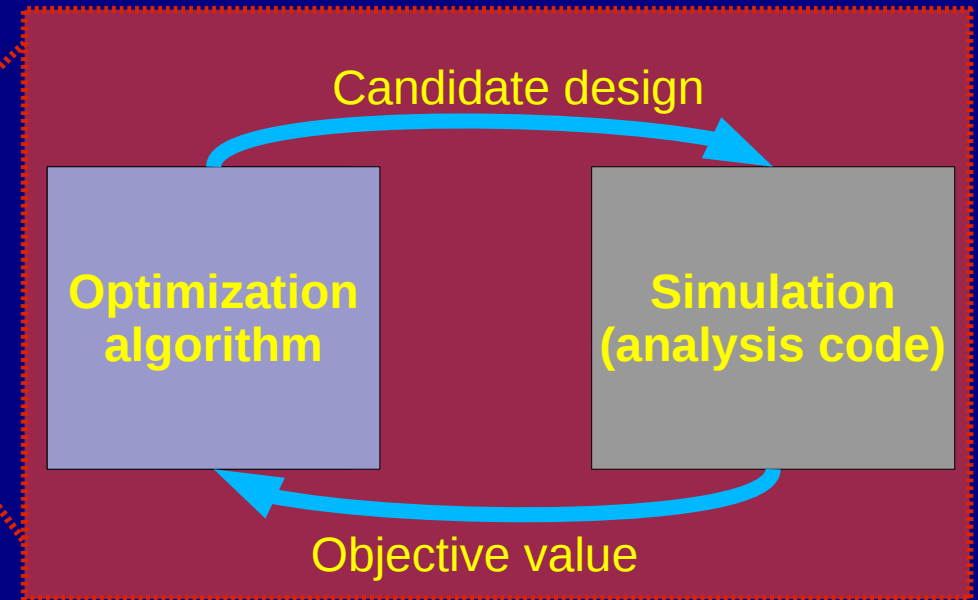 Candidate design
Optimization
algorithm
Simulation
(analysis code)
Objective value